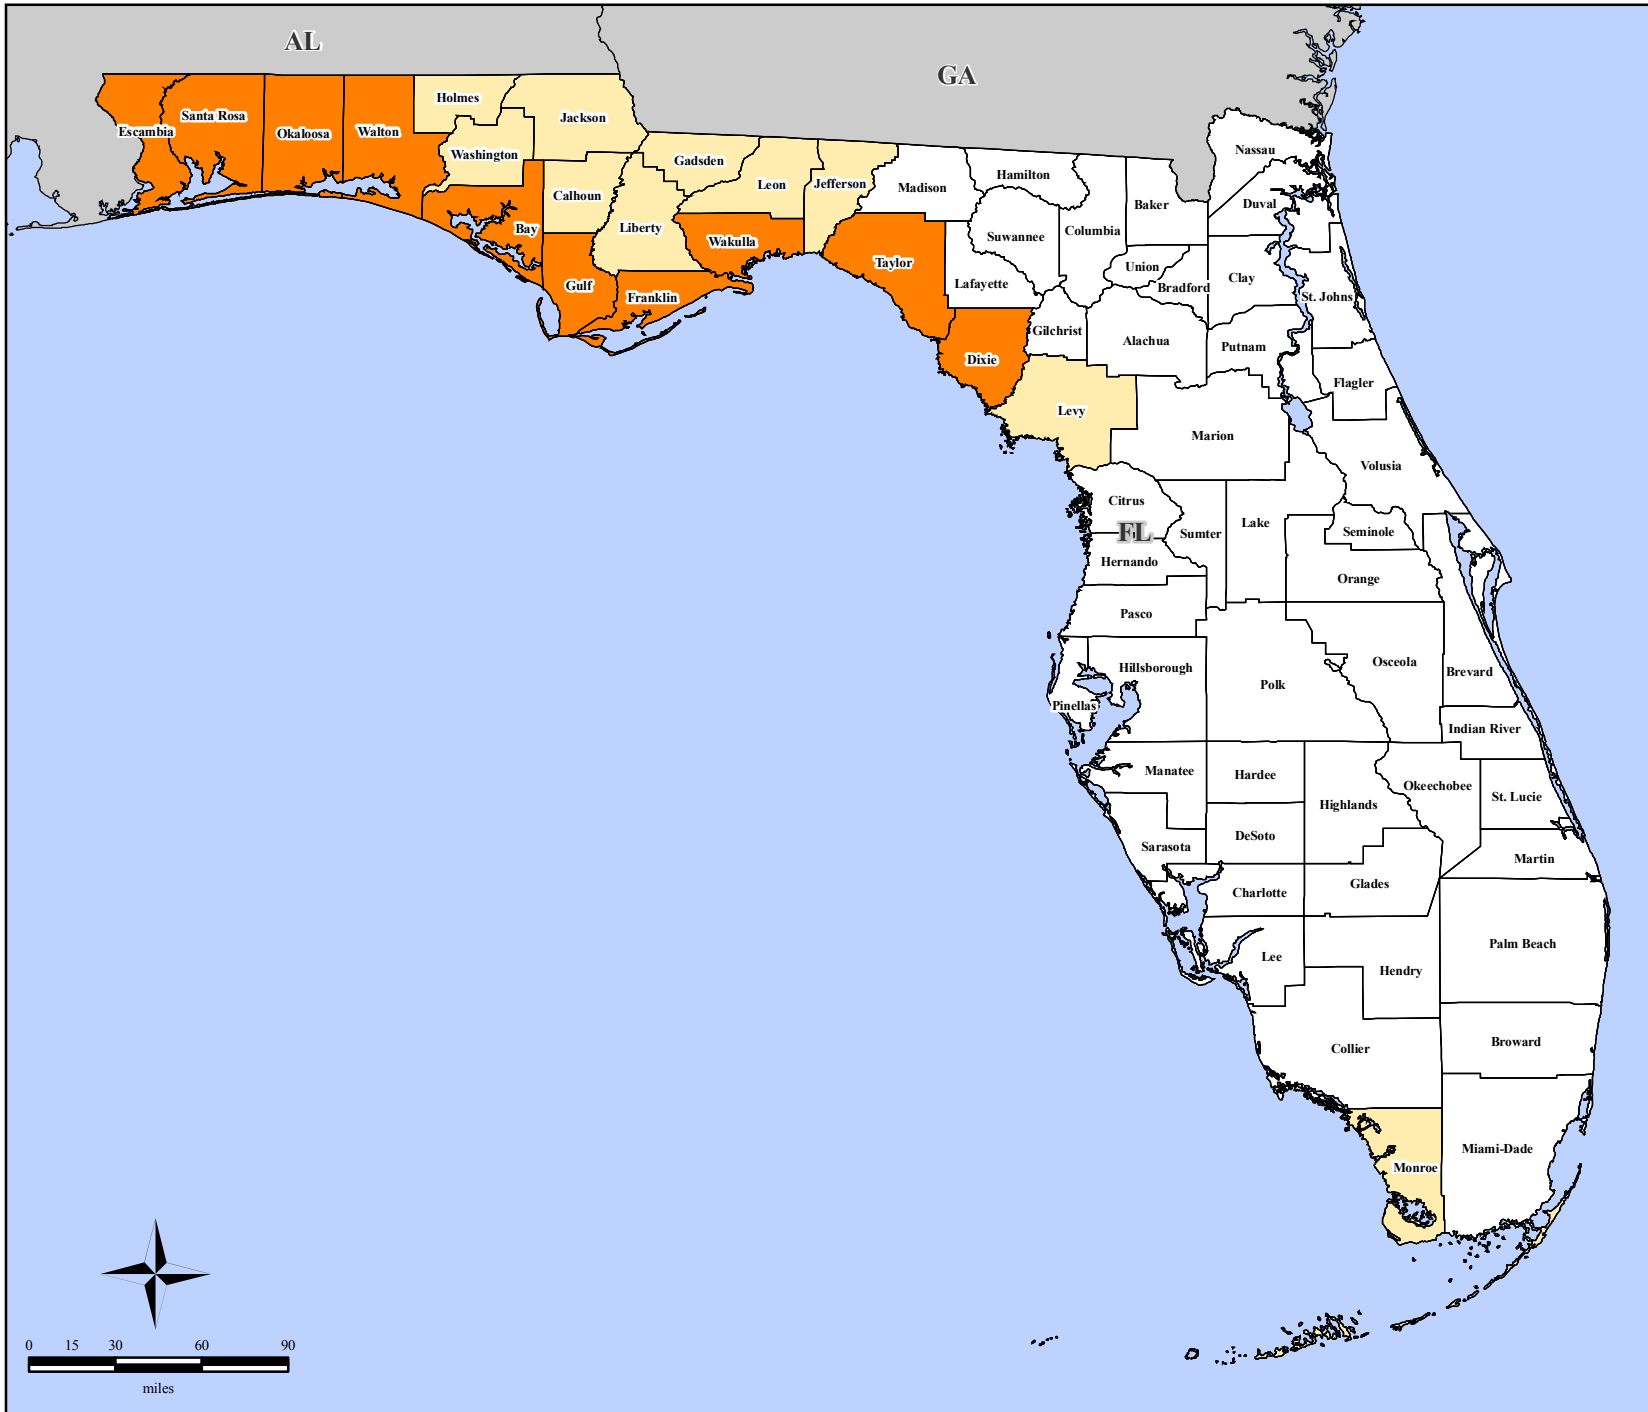 AL
GA
Holmes
Santa Rosa
Jackson
Escambia
Okaloosa
Walton
Nassau
Washington
Gadsden
Hamilton
Leon
Jefferson
Madison
Calhoun
Baker
Duval
Liberty
Bay
Columbia
Suwannee
Wakulla
Taylor
Union
Clay
Lafayette
Gulf
Bradford
Franklin
St. Johns
Gilchrist
Alachua
Putnam
Dixie
Flagler
Levy
Marion
Volusia
Citrus
Lake
FL
Sumter
Seminole
Hernando
Orange
Pasco
Osceola
Hillsborough
Brevard
Polk
Pinellas
Indian River
Manatee
Hardee
Okeechobee
St. Lucie
Highlands
DeSoto
Sarasota
Martin
Glades
Charlotte
Palm Beach
Lee
Hendry
Broward
Collier
Miami-Dade
Monroe
0 15 30 60 90
miles